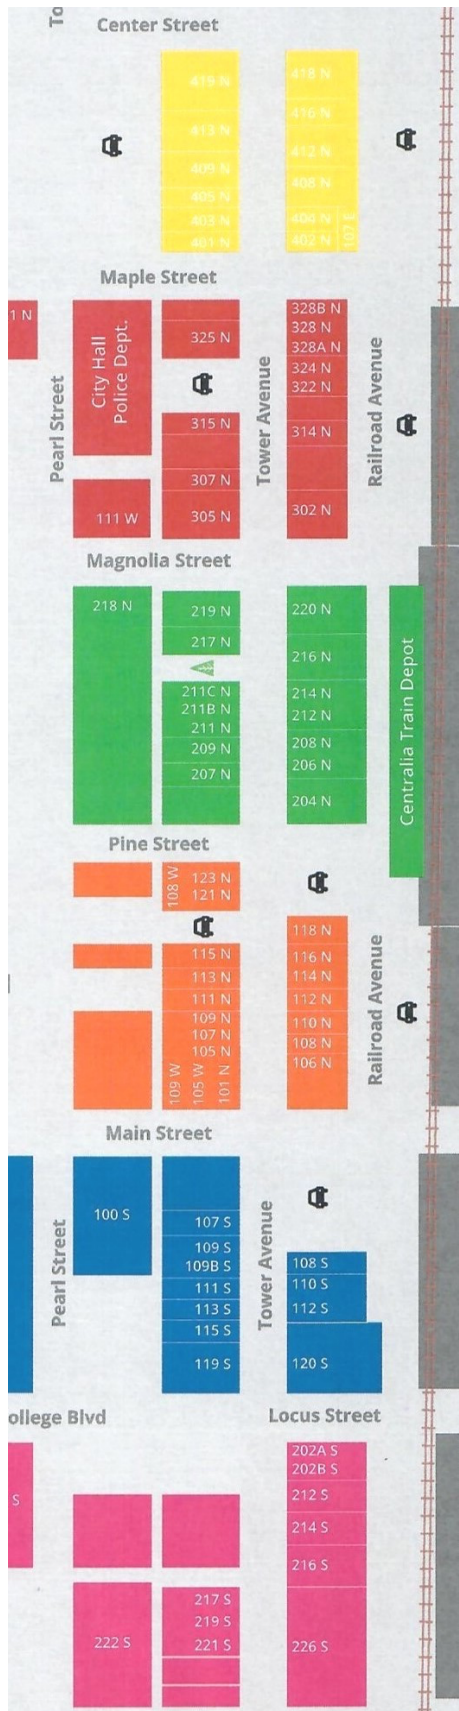 To
Center Street
419 N
418 N
416 N
413 N
412 N
409 N
408 N
405 N
403 N
404 N
401 N
402 N
107 E
Maple Street
1 N
City Hall
Police Dept.
325 N
315 N
307 N
305 N
111 W
Pearl Street
Tower Avenue
328B N
328 N
328A N
324 N
322 N
314 N
302 N
Railroad Avenue
Magnolia Street
218 N
219 N
217 N
211C N
211B N
211 N
209 N
207 N
220 N
216 N
214 N
212 N
208 N
206 N
204 N
Centralia Train Depot
Pine Street
108 W
123 N
121 N
115 N
113 N
111 N
109 N
107 N
105 N
109 W
105 W
101 N
118 N
116 N
114 N
112 N
110 N
108 N
106 N
Railroad Avenue
Main Street
Pearl Street
100 S
107 S
109 S
109B S
111 S
113 S
115 S
119 S
Tower Avenue
108 S
110 S
112 S
120 S
ollege Blvd
Locus Street
S
202A S
202B S
212 S
214 S
216 S
226 S
217 S
219 S
221 S
222 S